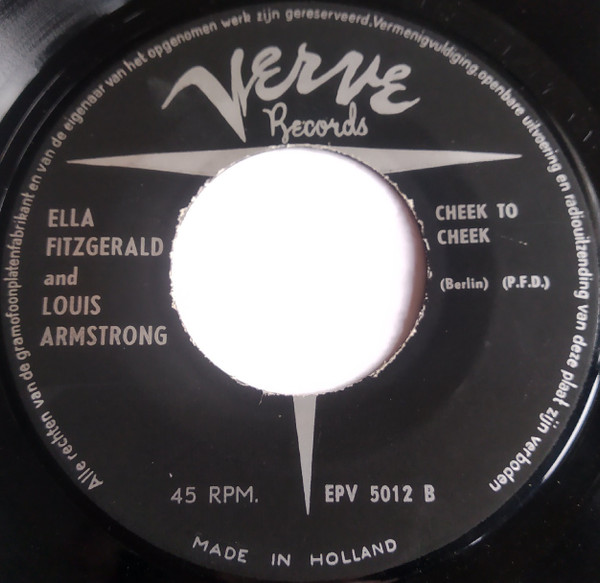 Alle rechten van de gramofoonplatenfabrikant en van de eigenaar van het opgenomen werk zijn gereserveerd. Vermenigvuldiging, openbare uitvoering en radiouitzending van deze plaat zijn verboden
Verve
Records
ELLA
FITZGERALD
and
LOUIS
ARMSTRONG
CHEEK TO
CHEEK
(Berlin) (P.F.D.)
45 RPM.
EPV 5012 B
MADE IN HOLLAND